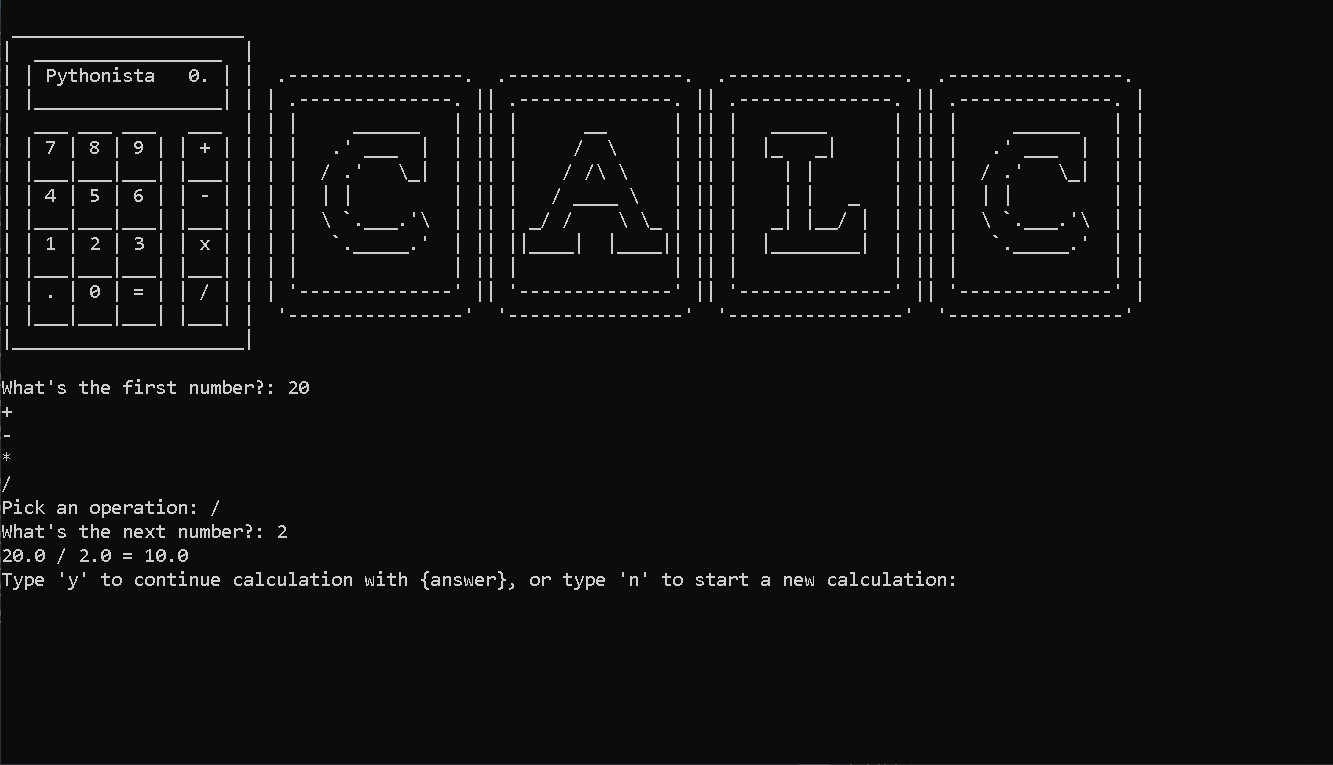 Pythonista 0.
7 8 9 +
4 5 6 -
1 2 3 x
. 0 = /
CALC
What's the first number?: 20
+
-
*
/
Pick an operation: /
What's the next number?: 2
20.0 / 2.0 = 10.0
Type 'y' to continue calculation with {answer}, or type 'n' to start a new calculation: